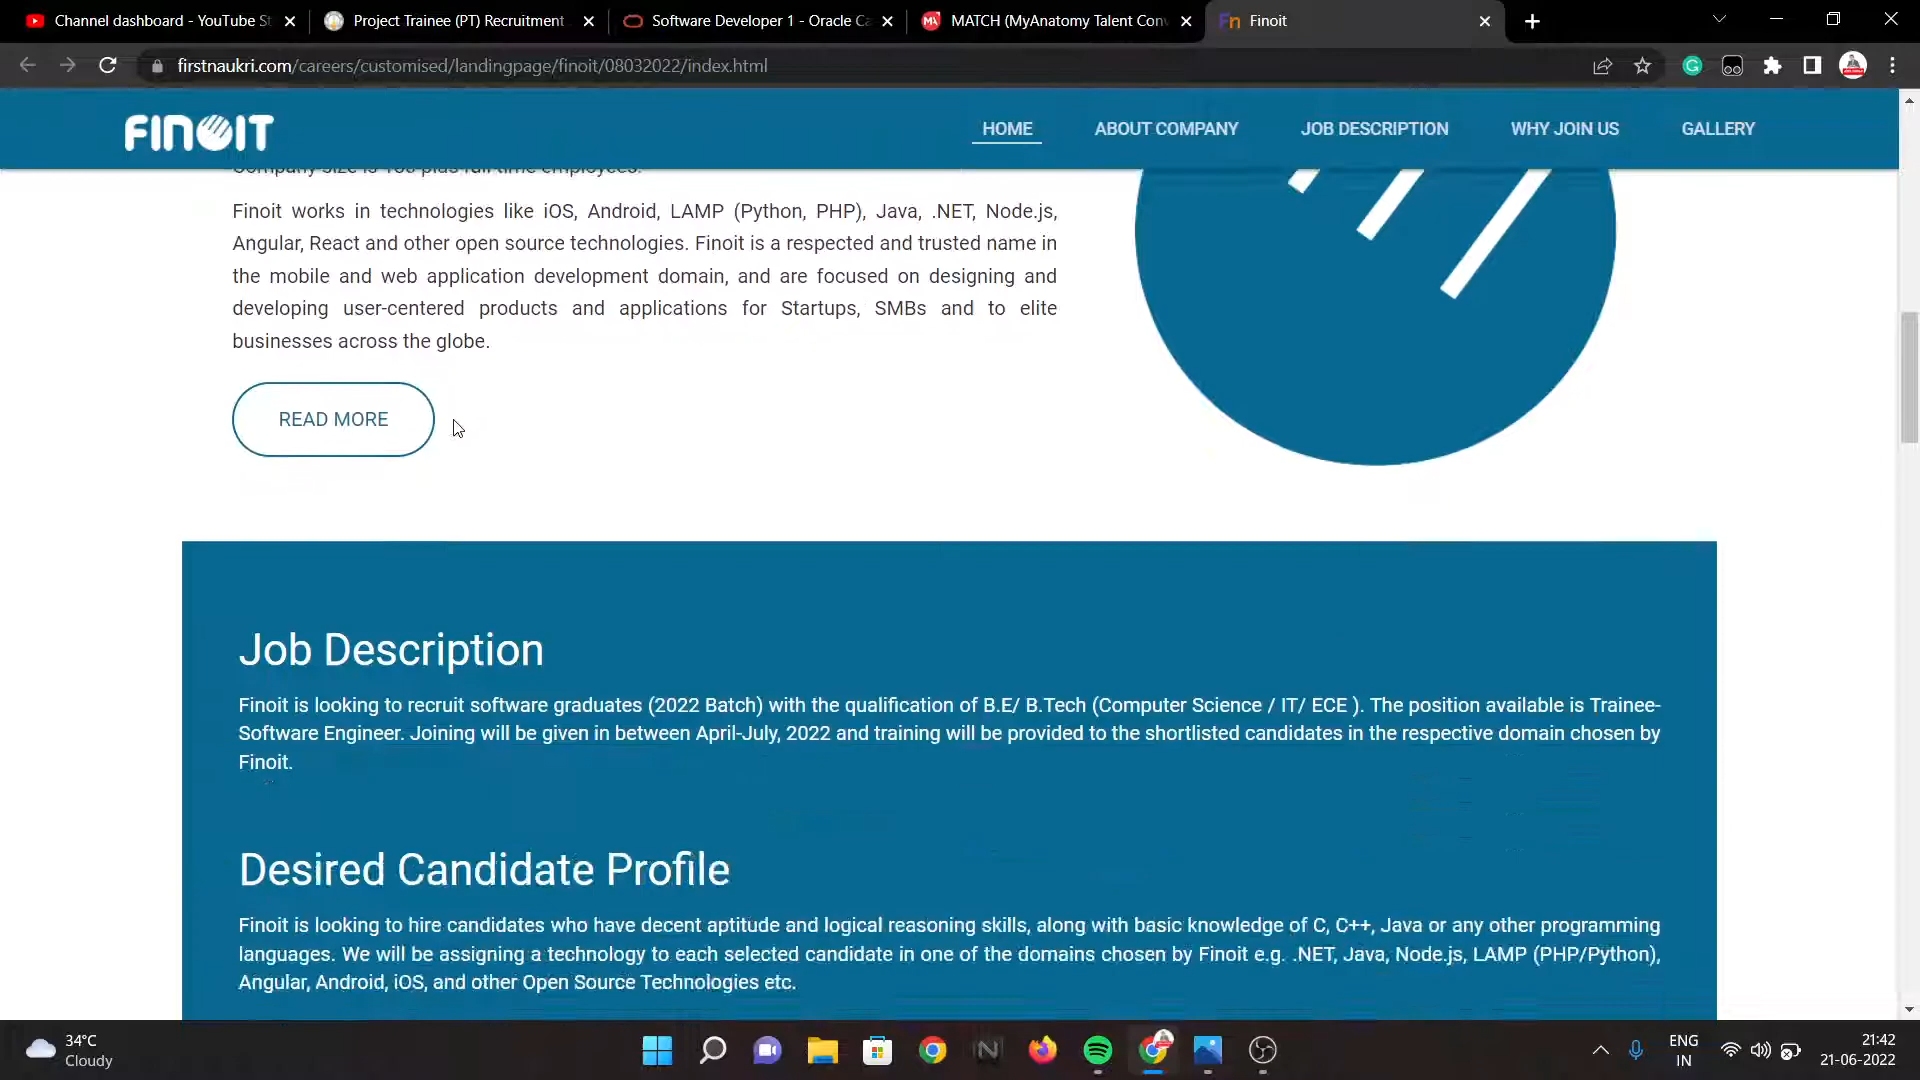 Channel dashboard - YouTube St
Project Trainee (PT) Recruitment
Software Developer 1 - Oracle Ca
MATCH (MyAnatomy Talent Con
Fn Finoit
firstnaukri.com/careers/customised/landingpage/finoit/08032022/index.html
FINOIT
HOME
ABOUT COMPANY
JOB DESCRIPTION
WHY JOIN US
GALLERY
Company size is 100 plus full time employees.
Finoit works in technologies like iOS, Android, LAMP (Python, PHP), Java, .NET, Node.js,
Angular, React and other open source technologies. Finoit is a respected and trusted name in
the mobile and web application development domain, and are focused on designing and
developing user-centered products and applications for Startups, SMBs and to elite
businesses across the globe.
READ MORE
Job Description
Finoit is looking to recruit software graduates (2022 Batch) with the qualification of B.E/ B.Tech (Computer Science / IT/ ECE ). The position available is Trainee-
Software Engineer. Joining will be given in between April-July, 2022 and training will be provided to the shortlisted candidates in the respective domain chosen by
Finoit.
Desired Candidate Profile
Finoit is looking to hire candidates who have decent aptitude and logical reasoning skills, along with basic knowledge of C, C++, Java or any other programming
languages. We will be assigning a technology to each selected candidate in one of the domains chosen by Finoit e.g. .NET, Java, Node.js, LAMP (PHP/Python),
Angular, Android, iOS, and other Open Source Technologies etc.
34°C
Cloudy
ENG
IN
21:42
21-06-2022